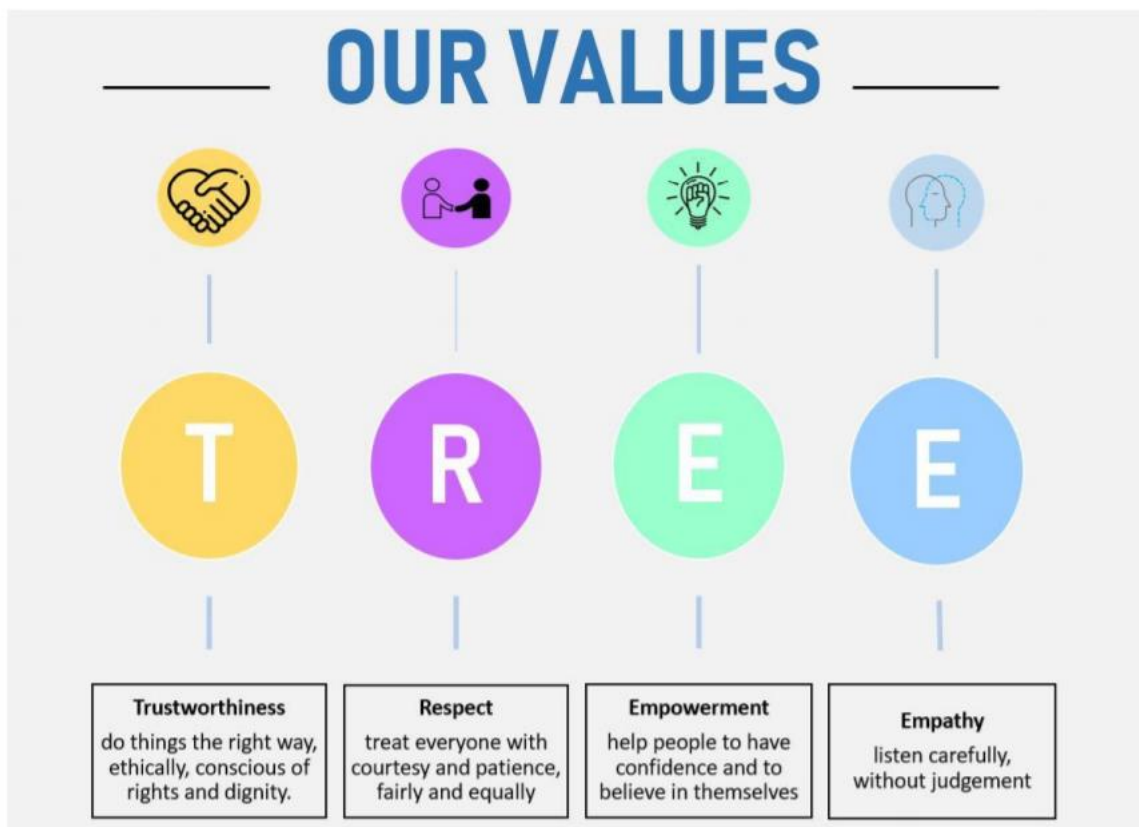 OUR VALUES
T
R
E
E
Trustworthiness
do things the right way,
ethically, conscious of
rights and dignity.
Respect
treat everyone with
courtesy and patience,
fairly and equally
Empowerment
help people to have
confidence and to
believe in themselves
Empathy
listen carefully,
without judgement